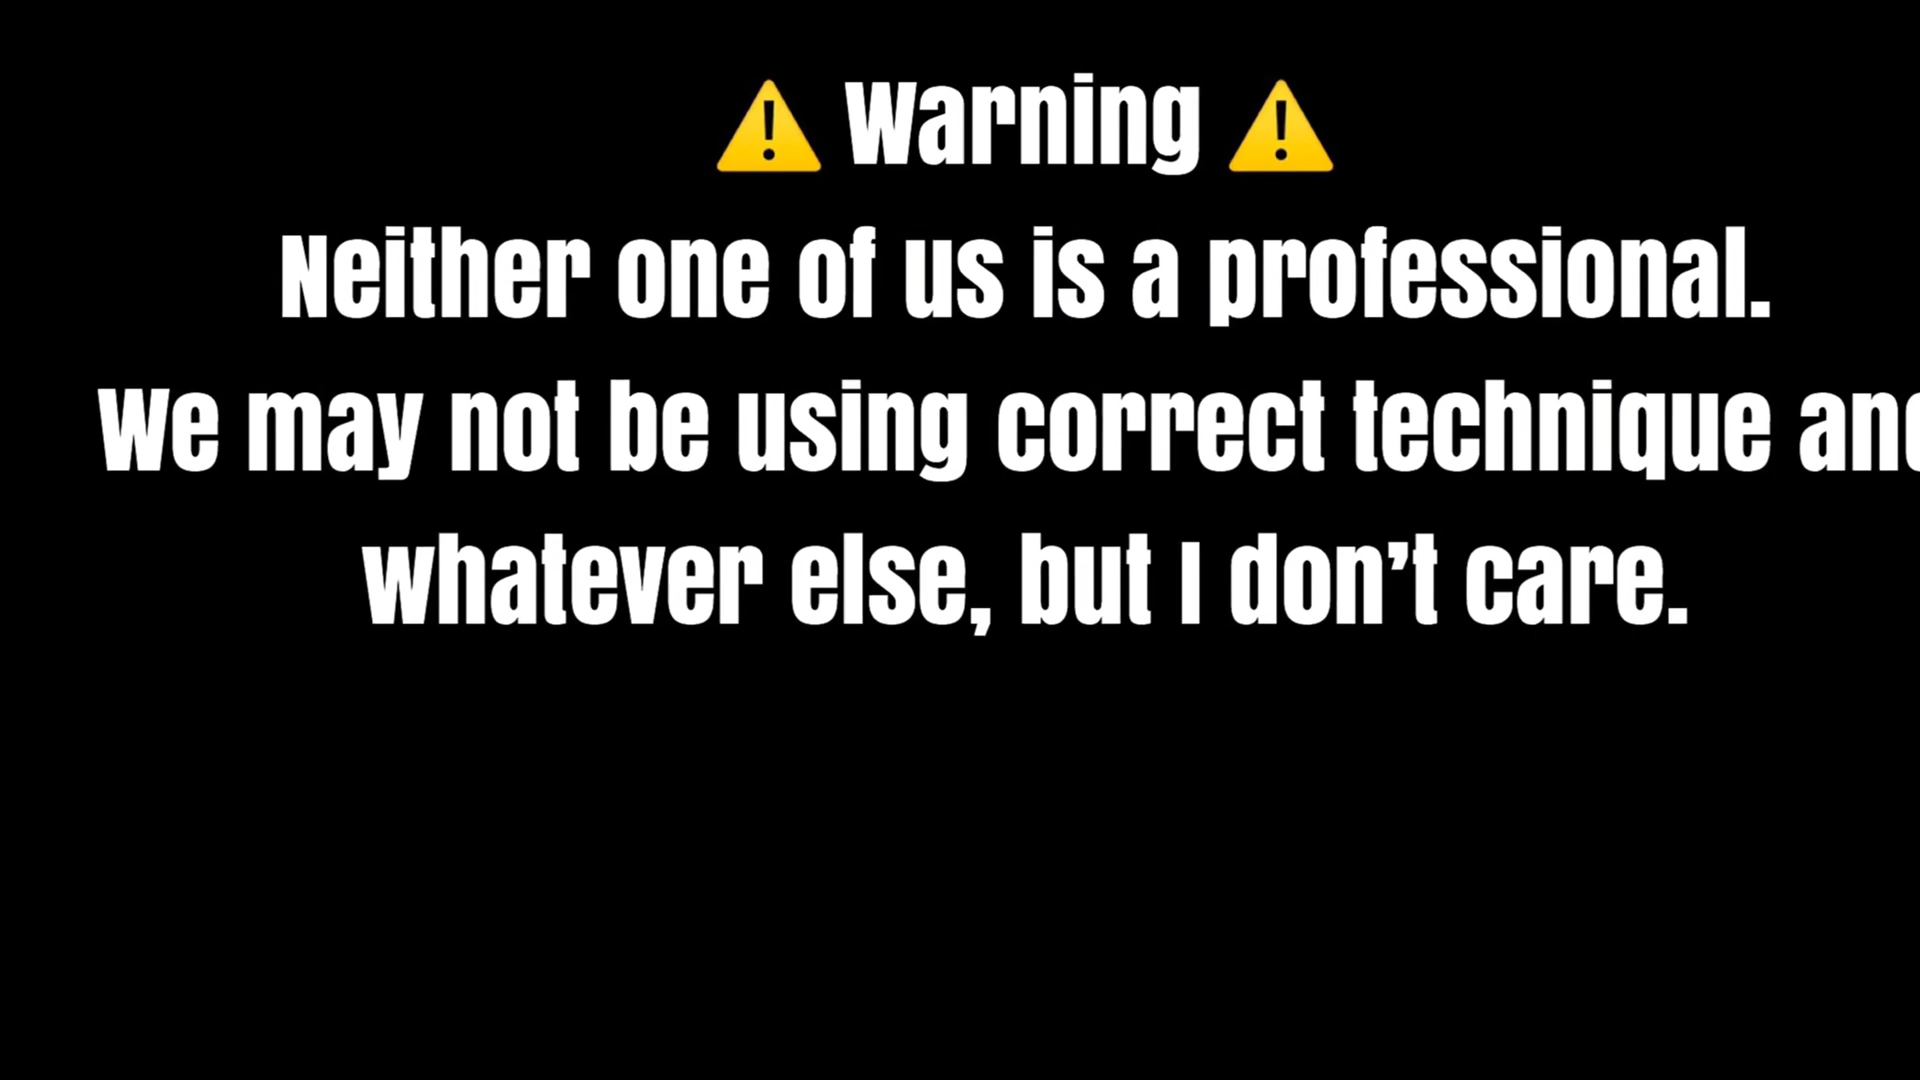 ⚠️ Warning ⚠️
Neither one of us is a professional.
We may not be using correct technique and
whatever else, but I don’t care.